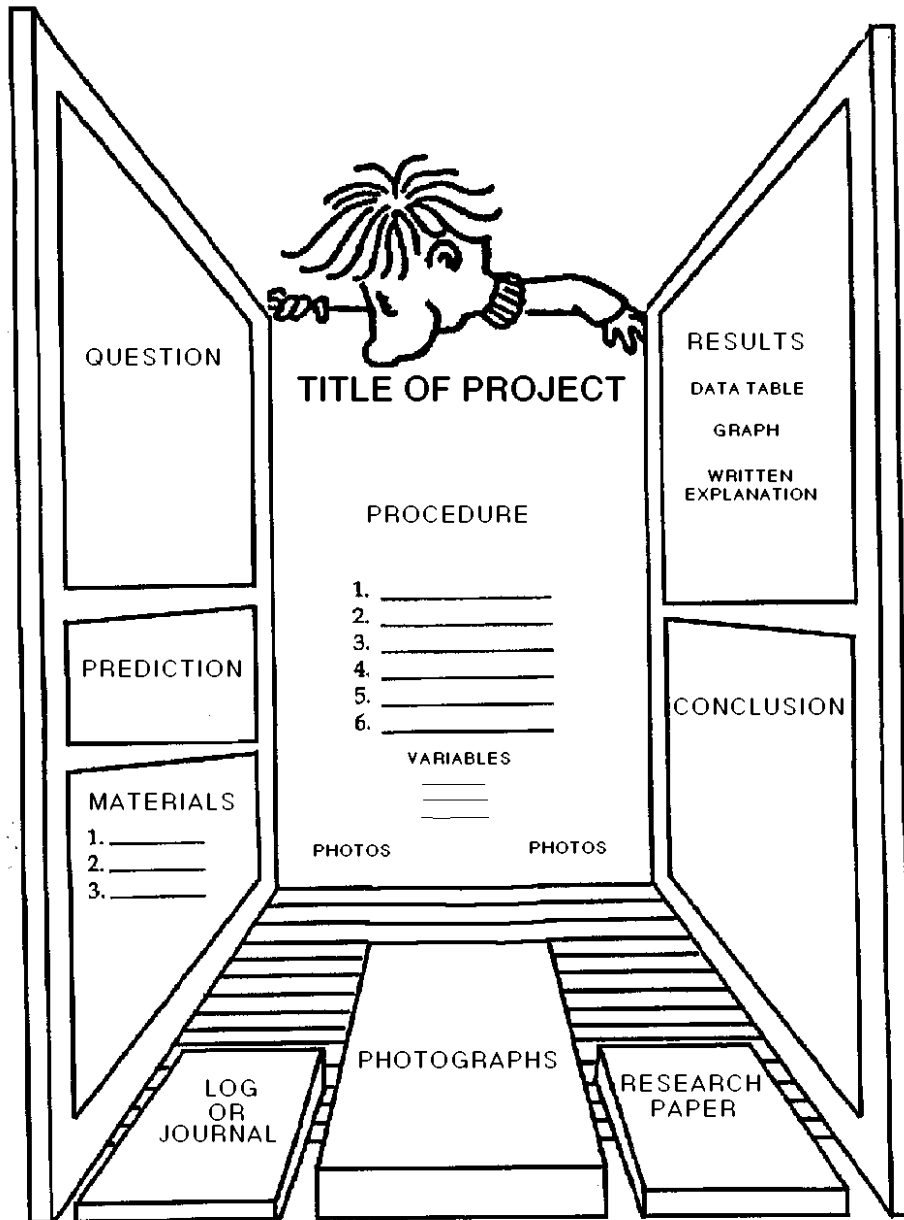 QUESTION
PREDICTION
MATERIALS
1.
2.
3.
TITLE OF PROJECT
PROCEDURE
1.
2.
3.
4.
5.
6.
VARIABLES
PHOTOS
PHOTOS
RESULTS
DATA TABLE
GRAPH
WRITTEN
EXPLANATION
CONCLUSION
LOG
OR
JOURNAL
PHOTOGRAPHS
RESEARCH
PAPER